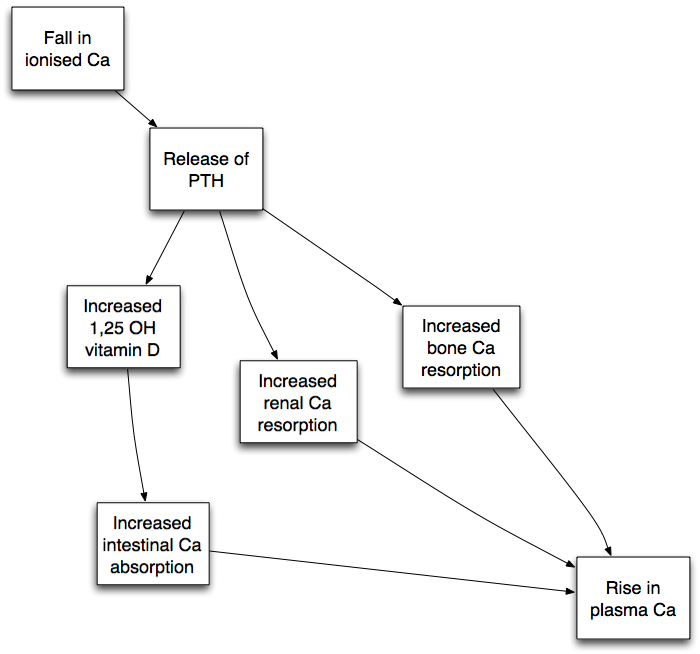 Fall in
ionised Ca
Release of
PTH
Increased
1,25 OH
vitamin D
Increased
renal Ca
resorption
Increased
bone Ca
resorption
Increased
intestinal Ca
absorption
Rise in
plasma Ca